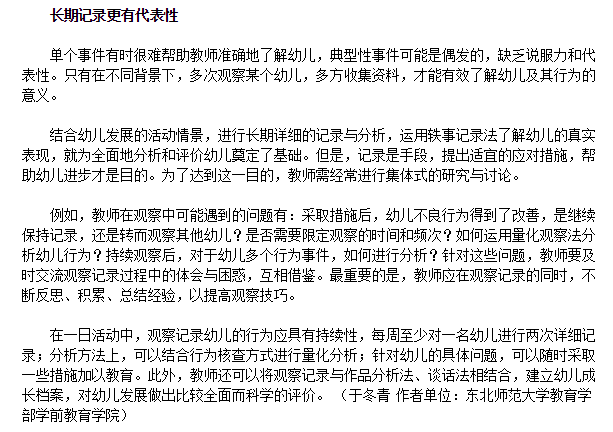 长期记录更有代表性
单个事件有时很难帮助教师准确地了解幼儿，典型性事件可能是偶发的，缺乏说服力和代
表性。只有在不同背景下，多次观察某个幼儿，多方收集资料，才能有效了解幼儿及其行为的
意义。
结合幼儿发展的活动情景，进行长期详细的记录与分析，运用轶事记录法了解幼儿的真实
表现，就为全面地分析和评价幼儿奠定了基础。但是，记录是手段，提出适宜的应对措施，帮
助幼儿进步才是目的。为了达到这一目的，教师需经常进行集体式的研究与讨论。
例如，教师在观察中可能遇到的问题有：采取措施后，幼儿不良行为得到了改善，是继续
保持记录，还是转而观察其他幼儿？是否需要限定观察的时间和频次？如何运用量化观察法分
析幼儿行为？持续观察后，对于幼儿多个行为事件，如何进行分析？针对这些问题，教师要及
时交流观察记录过程中的体会与困惑，互相借鉴。最重要的是，教师应在观察记录的同时，不
断反思、积累、总结经验，以提高观察技巧。
在一日活动中，观察记录幼儿的行为应具有持续性，每周至少对一名幼儿进行两次详细记
录；分析方法上，可以结合行为核查方式进行量化分析；针对幼儿的具体问题，可以随时采取
一些措施加以教育。此外，教师还可以将观察记录与作品分析法、谈话法相结合，建立幼儿成
长档案，对幼儿发展做出比较全面而科学的评价。（于冬青 作者单位：东北师范大学教育学
部学前教育学院）